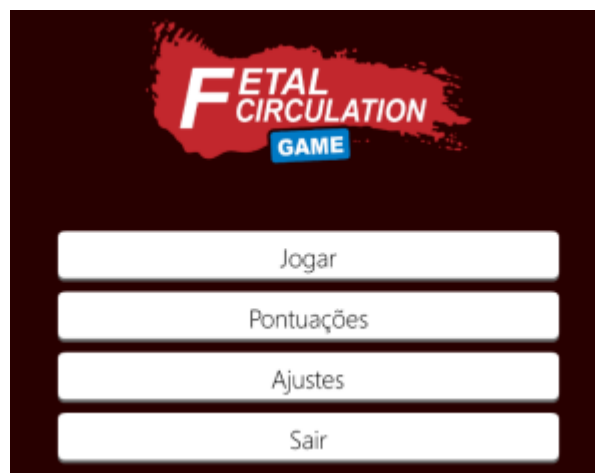 FETAL
CIRCULATION
GAME
Jogar
Pontuações
Ajustes
Sair